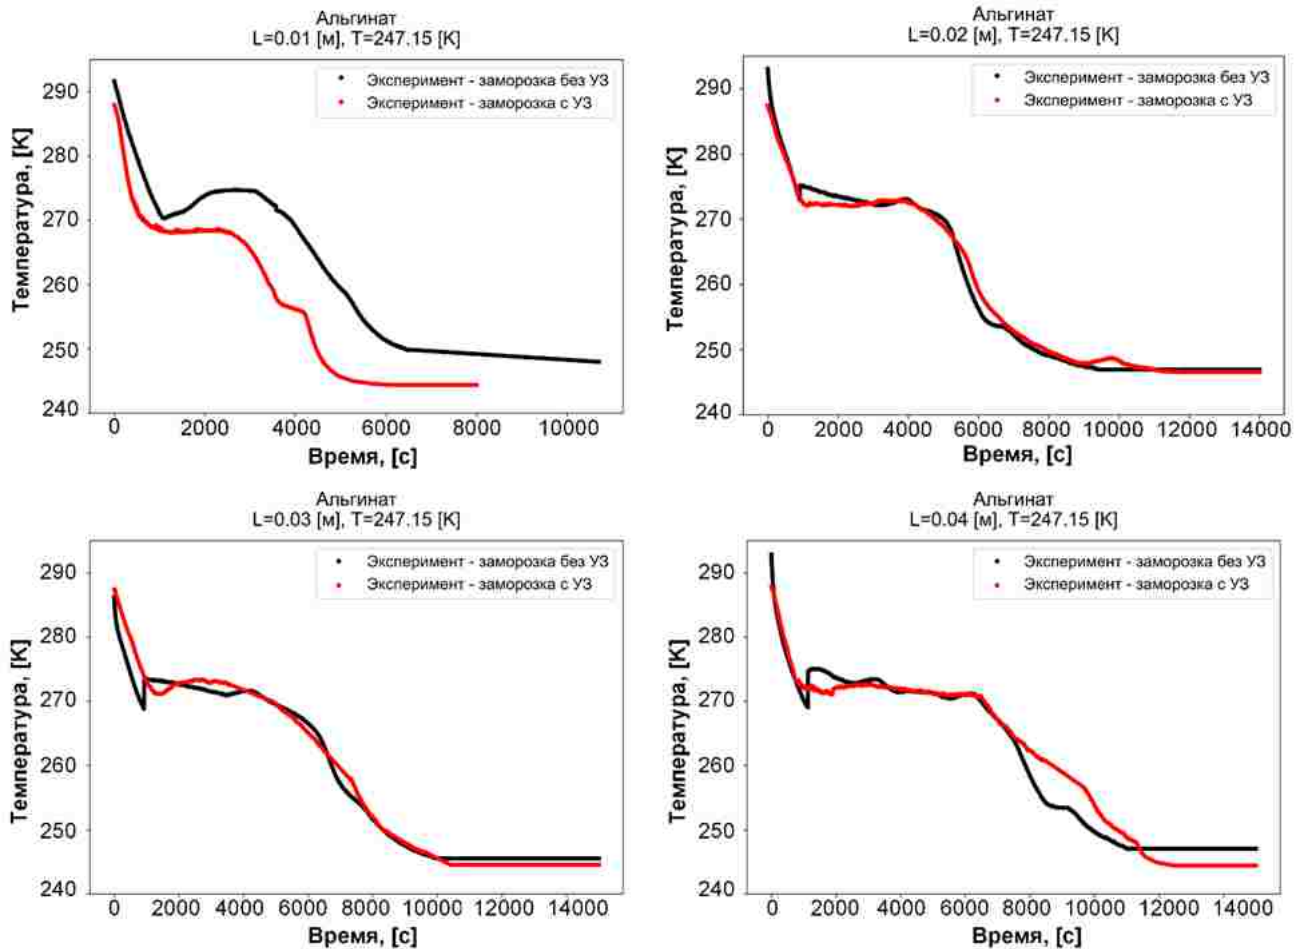 Альгинат
L=0.01 [м], T=247.15 [K]
Эксперимент - заморозка без УЗ
Эксперимент - заморозка с УЗ
Температура, [K]
290
280
270
260
250
240
0 2000 4000 6000 8000 10000
Время, [с]
Альгинат
L=0.02 [м], T=247.15 [K]
Эксперимент - заморозка без УЗ
Эксперимент - заморозка с УЗ
Температура, [K]
290
280
270
260
250
240
0 2000 4000 6000 8000 10000 12000 14000
Время, [с]
Альгинат
L=0.03 [м], T=247.15 [K]
Эксперимент - заморозка без УЗ
Эксперимент - заморозка с УЗ
Температура, [K]
290
280
270
260
250
240
0 2000 4000 6000 8000 10000 12000 14000
Время, [с]
Альгинат
L=0.04 [м], T=247.15 [K]
Эксперимент - заморозка без УЗ
Эксперимент - заморозка с УЗ
Температура, [K]
290
280
270
260
250
240
0 2000 4000 6000 8000 10000 12000 14000
Время, [с]